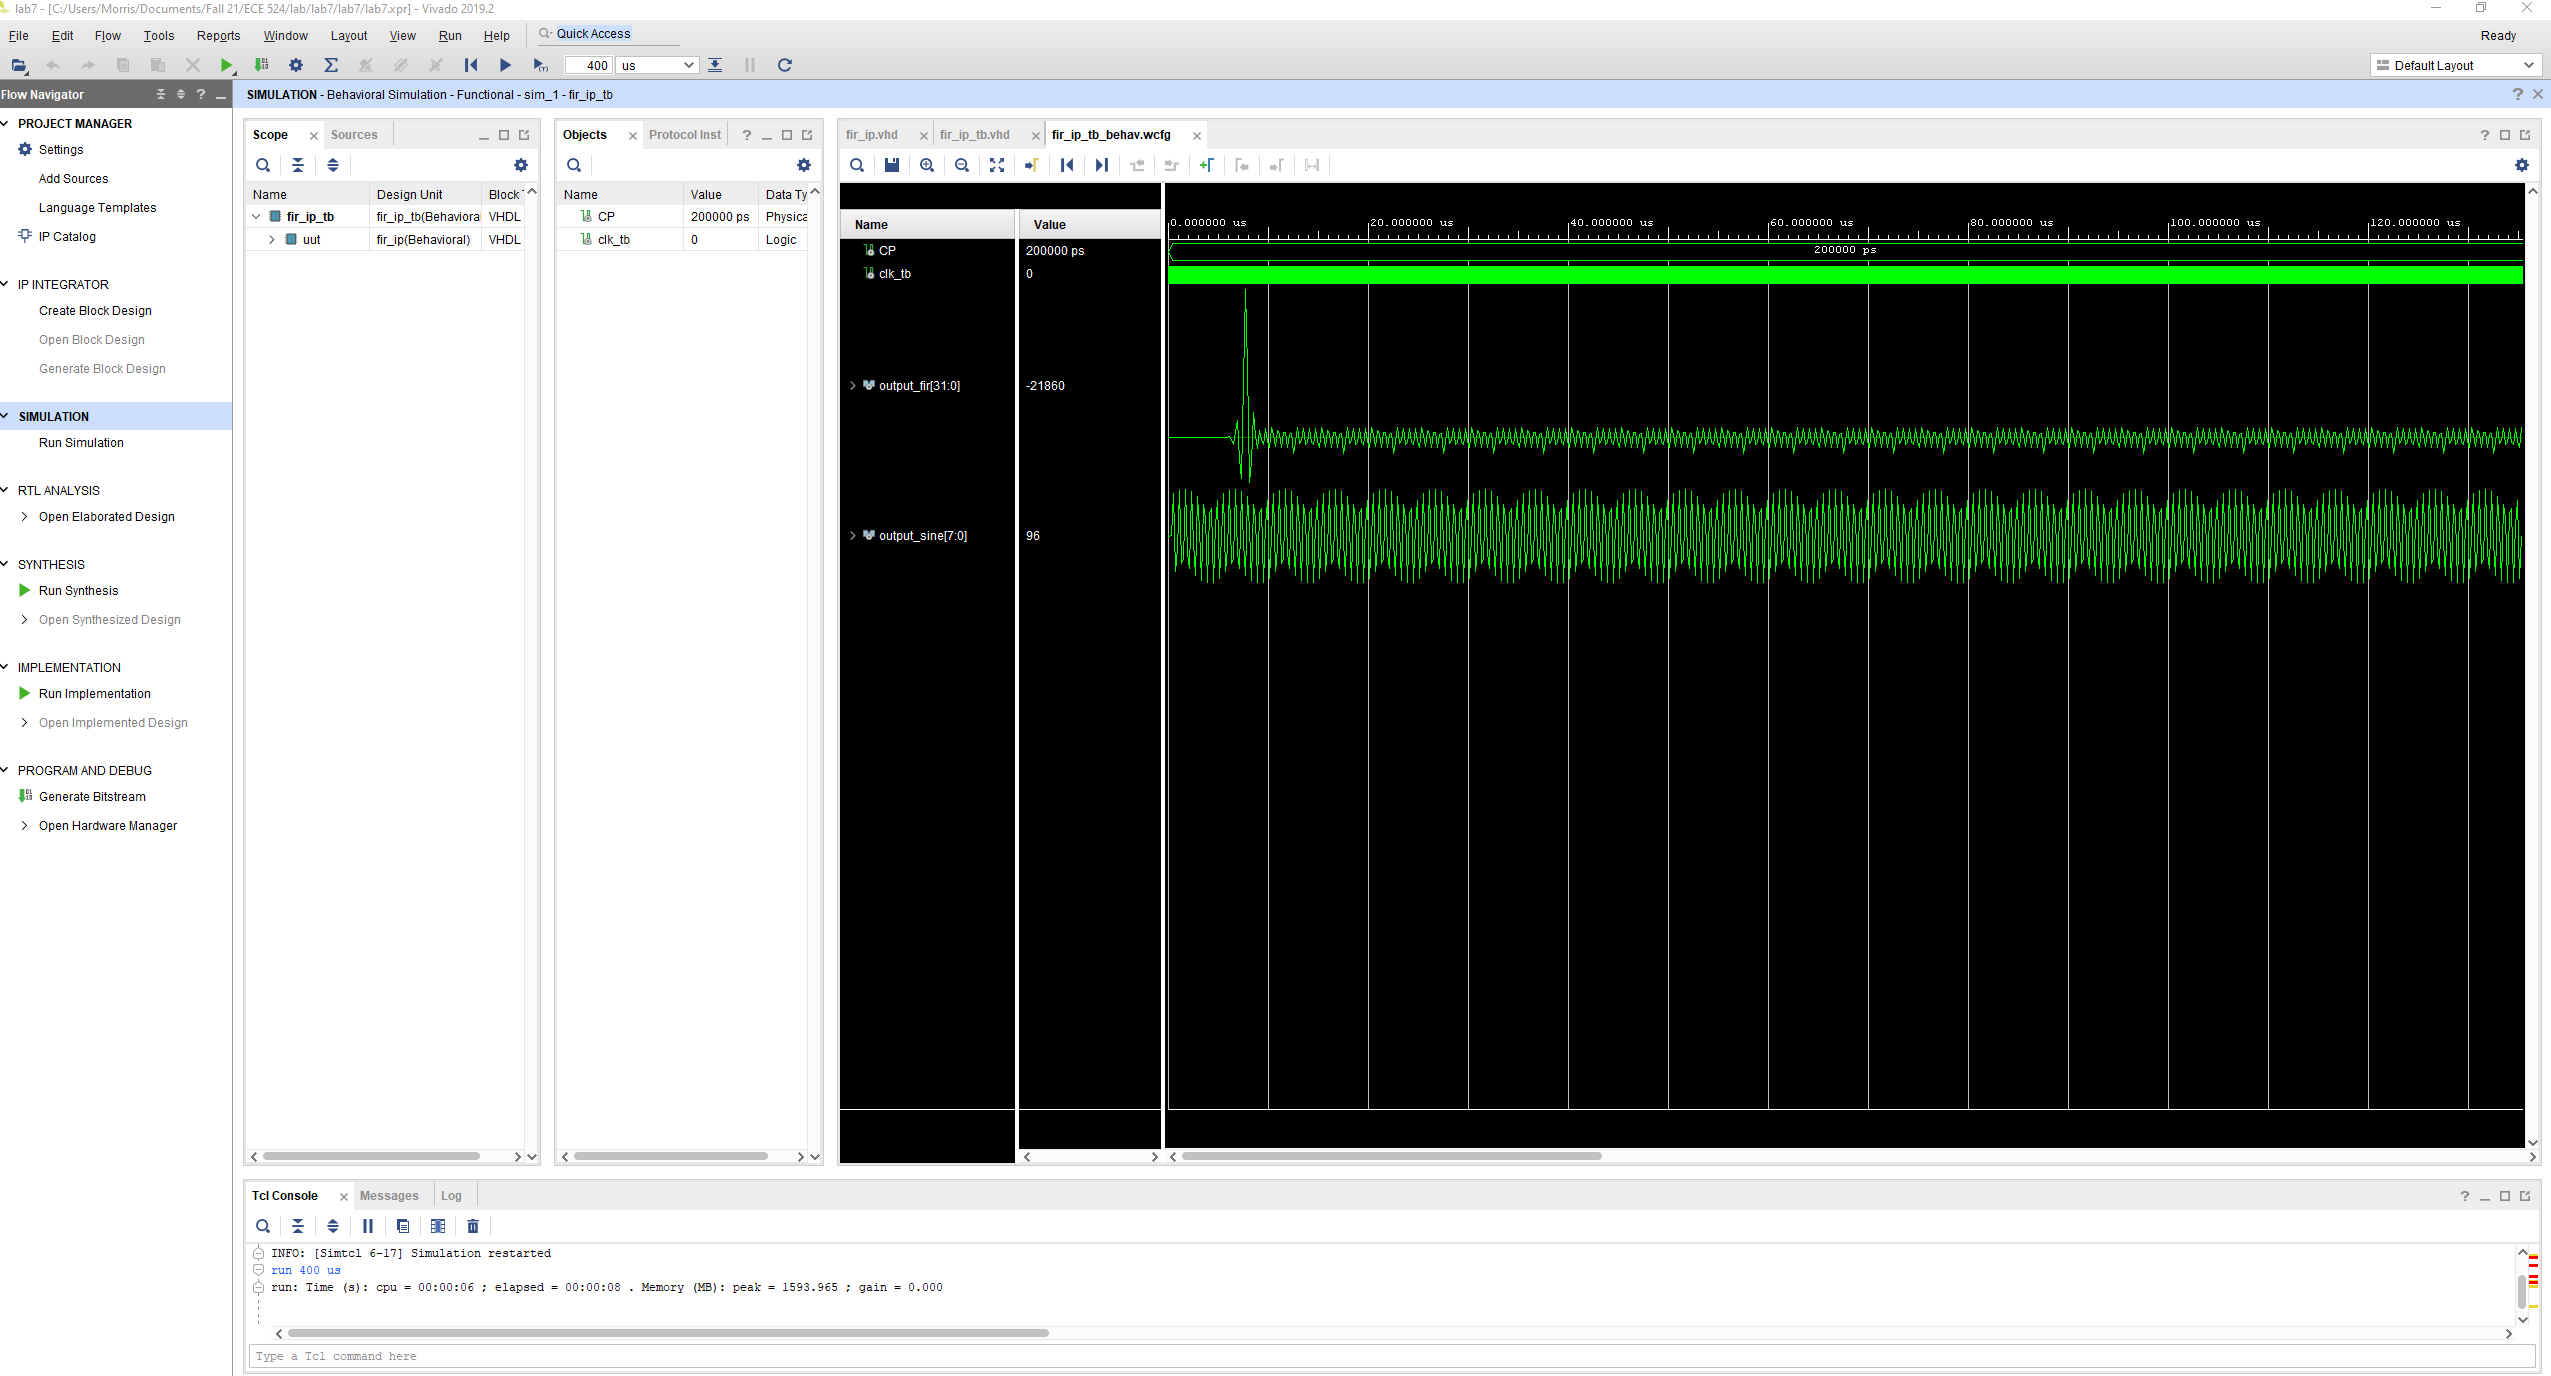 lab7 - [C:/Users/Morris/Documents/Fall 21/ECE 524/lab/lab7/lab7/lab7.xpr] - Vivado 2019.2
File Edit Flow Tools Reports Window Layout View Run Help Quick Access Ready
400 us Default Layout
Flow Navigator
SIMULATION - Behavioral Simulation - Functional - sim_1 - fir_ip_tb
PROJECT MANAGER
Settings
Add Sources
Language Templates
IP Catalog
IP INTEGRATOR
Create Block Design
Open Block Design
Generate Block Design
SIMULATION
Run Simulation
RTL ANALYSIS
Open Elaborated Design
SYNTHESIS
Run Synthesis
Open Synthesized Design
IMPLEMENTATION
Run Implementation
Open Implemented Design
PROGRAM AND DEBUG
Generate Bitstream
Open Hardware Manager
Scope Sources
Name Design Unit Block T
fir_ip_tb fir_ip_tb(Behavioral VHDL
uut fir_ip(Behavioral) VHDL
Objects Protocol Inst
Name Value Data Ty
CP 200000 ps Physica
clk_tb 0 Logic
fir_ip.vhd fir_ip_tb.vhd fir_ip_tb_behav.wcfg
Name Value
0.000000 us 20.000000 us 40.000000 us 60.000000 us 80.000000 us 100.000000 us 120.000000 us
CP 200000 ps 200000 ps
clk_tb 0
output_fir[31:0] -21860
output_sine[7:0] 96
Tcl Console Messages Log
INFO: [Simtcl 6-17] Simulation restarted
run 400 us
run: Time (s): cpu = 00:00:06 ; elapsed = 00:00:08 . Memory (MB): peak = 1593.965 ; gain = 0.000
Type a Tcl command here